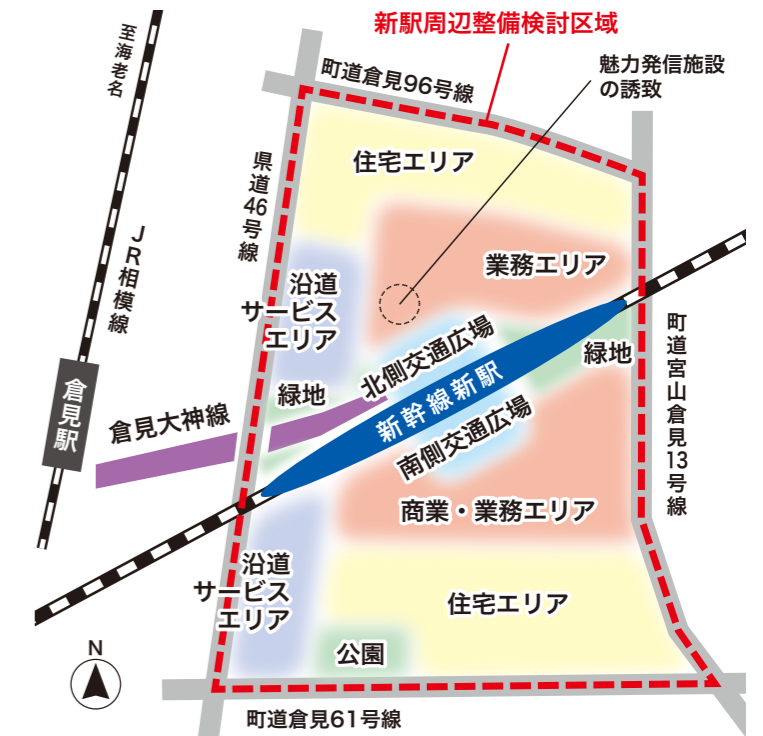 新駅周辺整備検討区域
至海老名
町道倉見96号線
魅力発信施設
の誘致
住宅エリア
県道46号線
JR相模線
業務エリア
沿道
サービス
エリア
北側交通広場
緑地
町道宮山倉見13号線
倉見駅
緑地
新幹線新駅
倉見大神線
南側交通広場
商業・業務エリア
沿道
サービス
エリア
住宅エリア
N
公園
町道倉見61号線